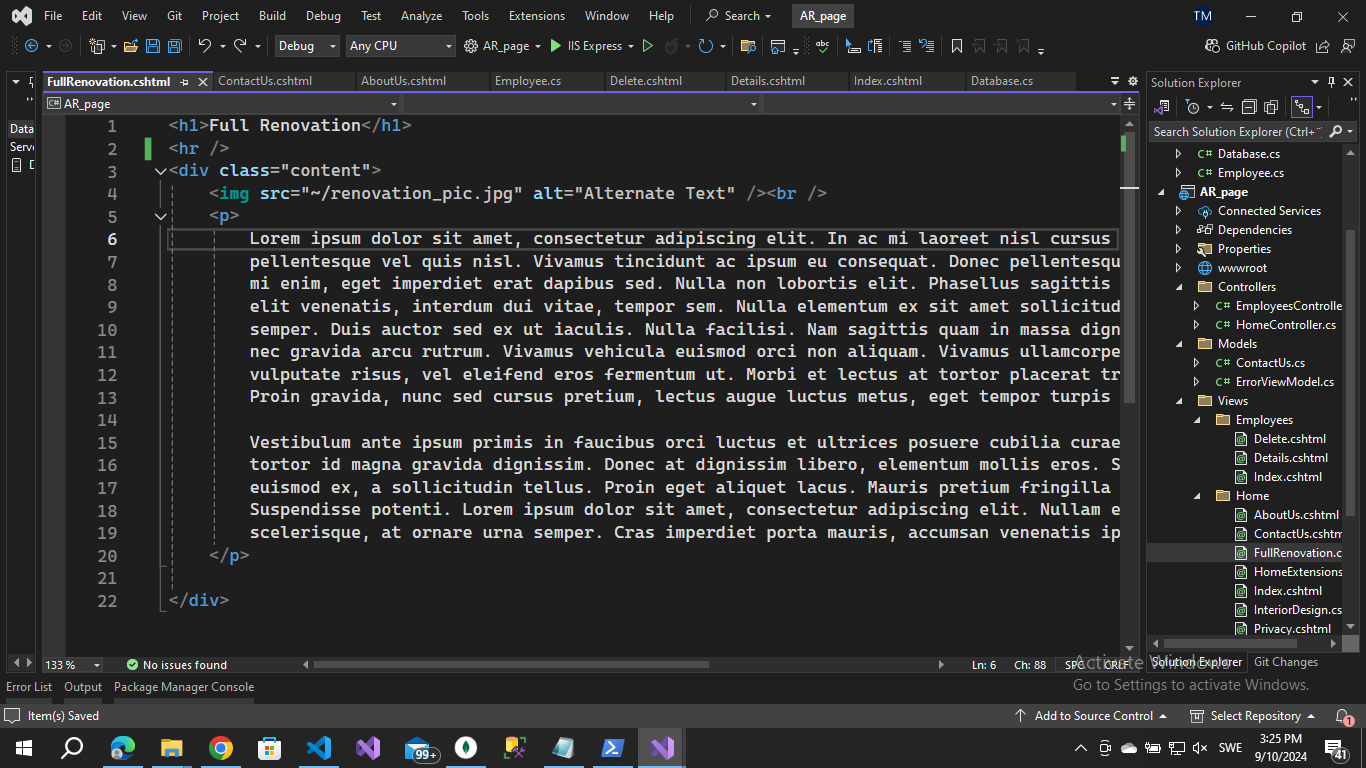 File Edit View Git Project Build Debug Test Analyze Tools Extensions Window Help Search AR_page TM
Debug Any CPU AR_page IIS Express GitHub Copilot
FullRenovation.cshtml ContactUs.cshtml AboutUs.cshtml Employee.cs Delete.cshtml Details.cshtml Index.cshtml Database.cs
AR_page
1 <h1>Full Renovation</h1>
2 <hr />
3 <div class="content">
4 <img src="~/renovation_pic.jpg" alt="Alternate Text" /><br />
5 <p>
6 Lorem ipsum dolor sit amet, consectetur adipiscing elit. In ac mi laoreet nisl cursus
7 pellentesque vel quis nisl. Vivamus tincidunt ac ipsum eu consequat. Donec pellentesqu
8 mi enim, eget imperdiet erat dapibus sed. Nulla non lobortis elit. Phasellus sagittis
9 elit venenatis, interdum dui vitae, tempor sem. Nulla elementum ex sit amet sollicitud
10 semper. Duis auctor sed ex ut iaculis. Nulla facilisi. Nam sagittis quam in massa dign
11 nec gravida arcu rutrum. Vivamus vehicula euismod orci non aliquam. Vivamus ullamcorpe
12 vulputate risus, vel eleifend eros fermentum ut. Morbi et lectus at tortor placerat tr
13 Proin gravida, nunc sed cursus pretium, lectus augue luctus metus, eget tempor turpis
14
15 Vestibulum ante ipsum primis in faucibus orci luctus et ultrices posuere cubilia curae
16 tortor id magna gravida dignissim. Donec at dignissim libero, elementum mollis eros. S
17 euismod ex, a sollicitudin tellus. Proin eget aliquet lacus. Mauris pretium fringilla
18 Suspendisse potenti. Lorem ipsum dolor sit amet, consectetur adipiscing elit. Nullam e
19 scelerisque, at ornare urna semper. Cras imperdiet porta mauris, accumsan venenatis ip
20 </p>
21
22 </div>
Data
Serve
D
Solution Explorer
Search Solution Explorer (Ctrl+
C# Database.cs
C# Employee.cs
AR_page
Connected Services
Dependencies
Properties
wwwroot
Controllers
C# EmployeesControlle
C# HomeController.cs
Models
C# ContactUs.cs
C# ErrorViewModel.cs
Views
Employees
Delete.cshtml
Details.cshtml
Index.cshtml
Home
AboutUs.cshtml
ContactUs.cshtm
FullRenovation.c
HomeExtensions
Index.cshtml
InteriorDesign.cs
Privacy.cshtml
133 % No issues found Ln: 6 Ch: 88 SPC CRLF
Solution Explorer Git Changes
Activate Windows
Go to Settings to activate Windows.
Error List Output Package Manager Console
Item(s) Saved Add to Source Control Select Repository 1
99+ SWE 3:25 PM
9/10/2024 41